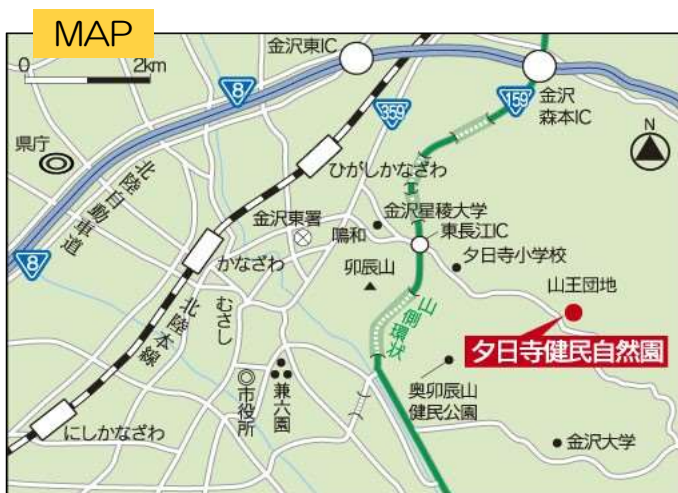 MAP
0 2km
金沢東IC
8
359
159
金沢
森本IC
N
県庁
北陸自動車道
ひがしかなざわ
金沢星稜大学
金沢東署
鳴和
東長江IC
夕日寺小学校
8
かなざわ
卯辰山
山王団地
むさし
北陸本線
山側環状
夕日寺健民自然園
市役所
兼六園
奥卯辰山
健民公園
にしかなざわ
金沢大学